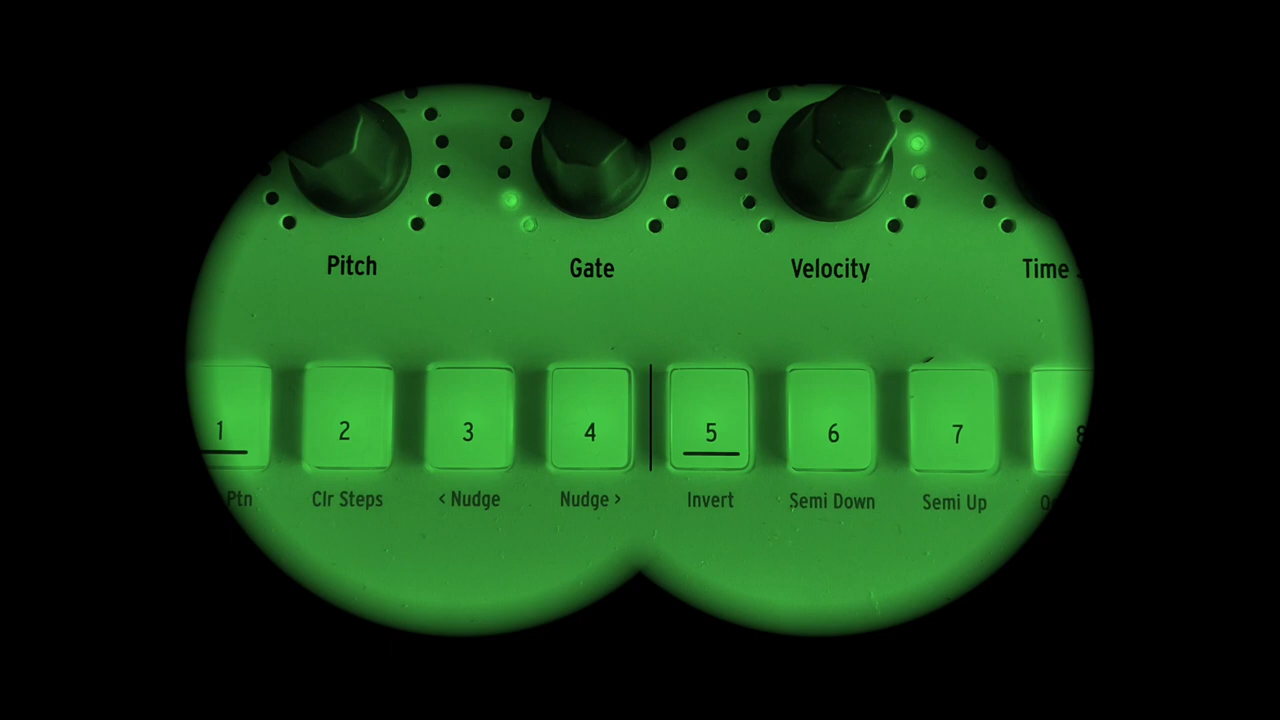 Pitch Gate Velocity Time
1 2 3 4 5 6 7 8
Ptn Clr Steps < Nudge Nudge > Invert Semi Down Semi Up